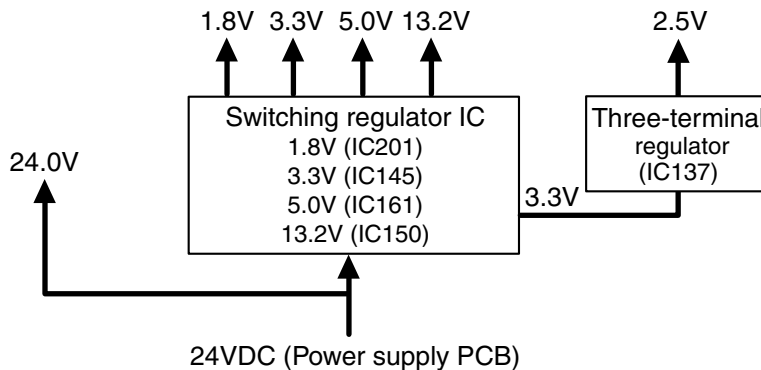 1.8V 3.3V 5.0V 13.2V 2.5V
Switching regulator IC
1.8V (IC201)
3.3V (IC145)
5.0V (IC161)
13.2V (IC150)
Three-terminal
regulator
(IC137)
24.0V
3.3V
24VDC (Power supply PCB)